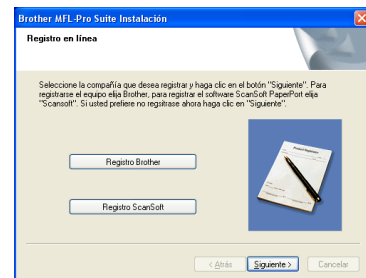 Brother MFL-Pro Suite Instalación
Registro en línea
Seleccione la compañía que desea registrar y haga clic en el botón "Siguiente". Para
registrarse el equipo elija Brother, para registrar el software ScanSoft PaperPort elija
"Scansoft". Si usted prefiere no regsitrase ahora haga clic en "Siguiente".
Registro Brother
Registro ScanSoft
< Atrás
Siguiente >
Cancelar